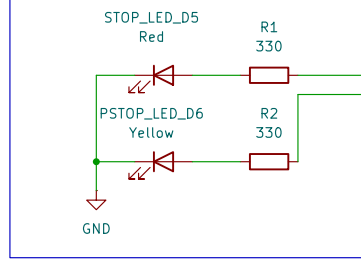 STOP_LED_D5
Red
R1
330
PSTOP_LED_D6
Yellow
R2
330
GND